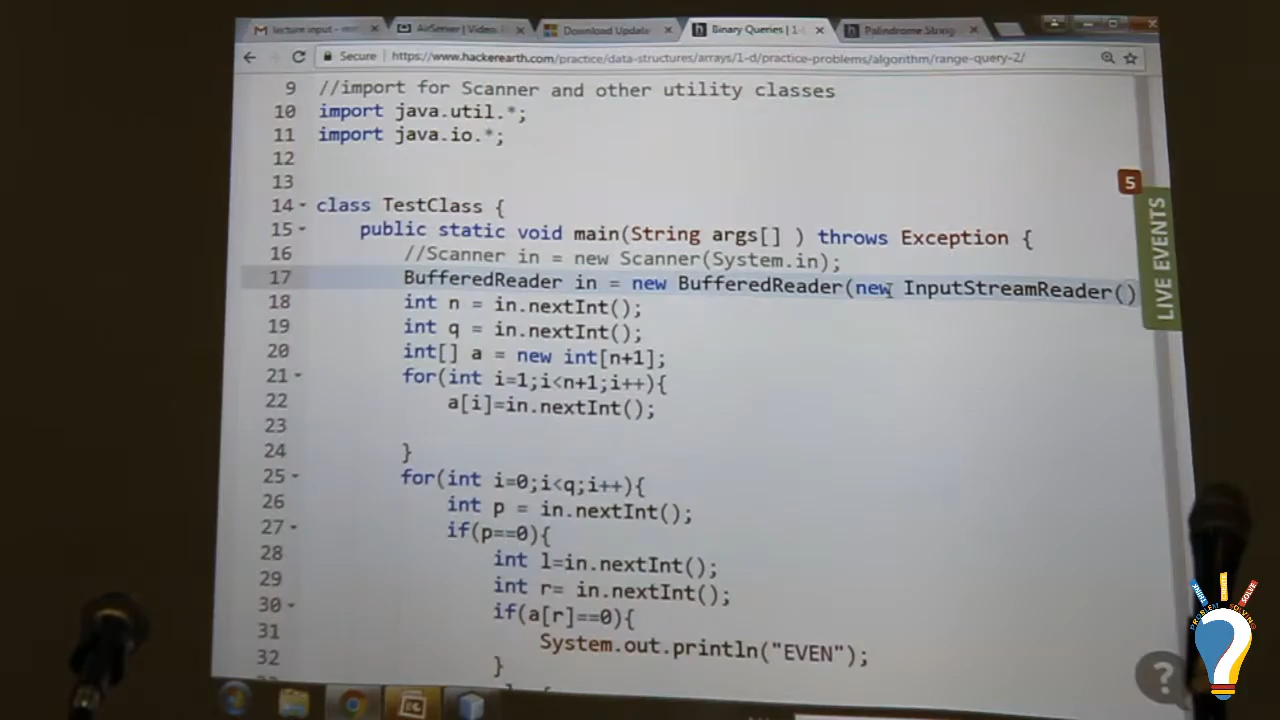 lecture input -
AirServer | Video
Download Update
Binary Queries | 1-
Palindrome String
Secure
https://www.hackerearth.com/practice/data-structures/arrays/1-d/practice-problems/algorithm/range-query-2/
9 //import for Scanner and other utility classes
10 import java.util.*;
11 import java.io.*;
12
13
14 class TestClass {
15 public static void main(String args[] ) throws Exception {
16 //Scanner in = new Scanner(System.in);
17 BufferedReader in = new BufferedReader(new InputStreamReader()
18 int n = in.nextInt();
19 int q = in.nextInt();
20 int[] a = new int[n+1];
21 for(int i=1;i<n+1;i++){
22 a[i]=in.nextInt();
23
24 }
25 for(int i=0;i<q;i++){
26 int p = in.nextInt();
27 if(p==0){
28 int l=in.nextInt();
29 int r= in.nextInt();
30 if(a[r]==0){
31 System.out.println("EVEN");
32 }
5
LIVE EVENTS
?
THINK
SOLVE
PROBLEM SOLVING